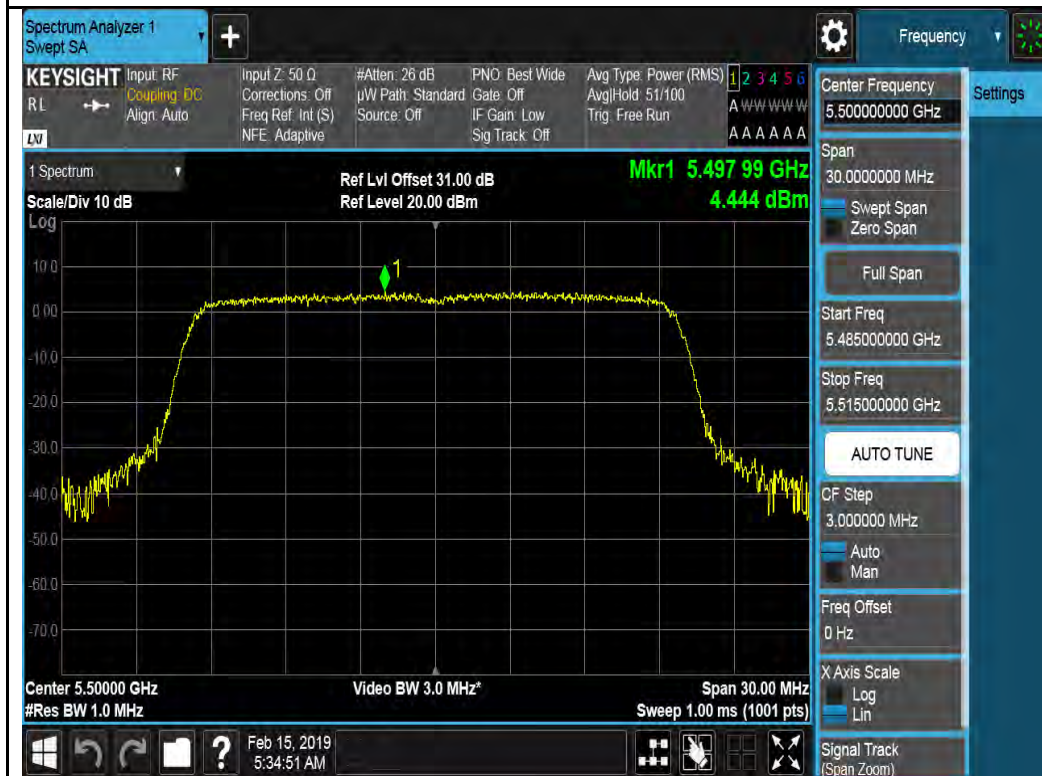 Spectrum Analyzer 1
Swept SA
+
Frequency
KEYSIGHT
RL
LXI
Input: RF
Coupling: DC
Align: Auto
Input Z: 50 Ω
Corrections: Off
Freq Ref: Int (S)
NFE: Adaptive
#Atten: 26 dB
µW Path: Standard
Source: Off
PNO: Best Wide
Gate: Off
IF Gain: Low
Sig Track: Off
Avg Type: Power (RMS)
Avg|Hold: 51/100
Trig: Free Run
1 2 3 4 5 6
A W W W W W
A A A A A A
1 Spectrum
Scale/Div 10 dB
Ref Lvl Offset 31.00 dB
Ref Level 20.00 dBm
Mkr1 5.497 99 GHz
4.444 dBm
Log
10.0
0.00
-10.0
-20.0
-30.0
-40.0
-50.0
-60.0
-70.0
1
Center 5.50000 GHz
#Res BW 1.0 MHz
Video BW 3.0 MHz*
Span 30.00 MHz
Sweep 1.00 ms (1001 pts)
Center Frequency
5.500000000 GHz
Settings
Span
30.0000000 MHz
Swept Span
Zero Span
Full Span
Start Freq
5.485000000 GHz
Stop Freq
5.515000000 GHz
AUTO TUNE
CF Step
3.000000 MHz
Auto
Man
Freq Offset
0 Hz
X Axis Scale
Log
Lin
Signal Track
(Span Zoom)
?
Feb 15, 2019
5:34:51 AM